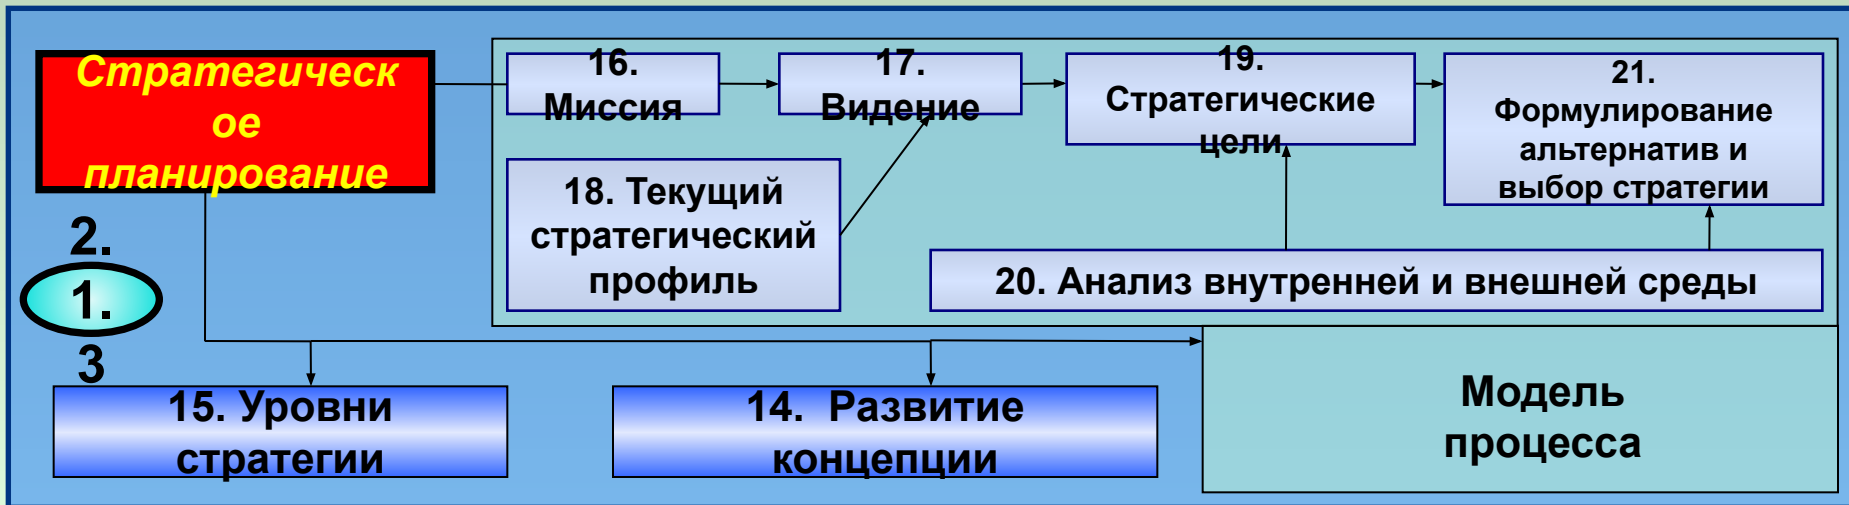 Стратегическ
ое
планирование
16.
Миссия
17.
Видение
19.
Стратегические
цели
21.
Формулирование
альтернатив и
выбор стратегии
18. Текущий
стратегический
профиль
20. Анализ внутренней и внешней среды
2.
1.
3
15. Уровни
стратегии
14. Развитие
концепции
Модель
процесса